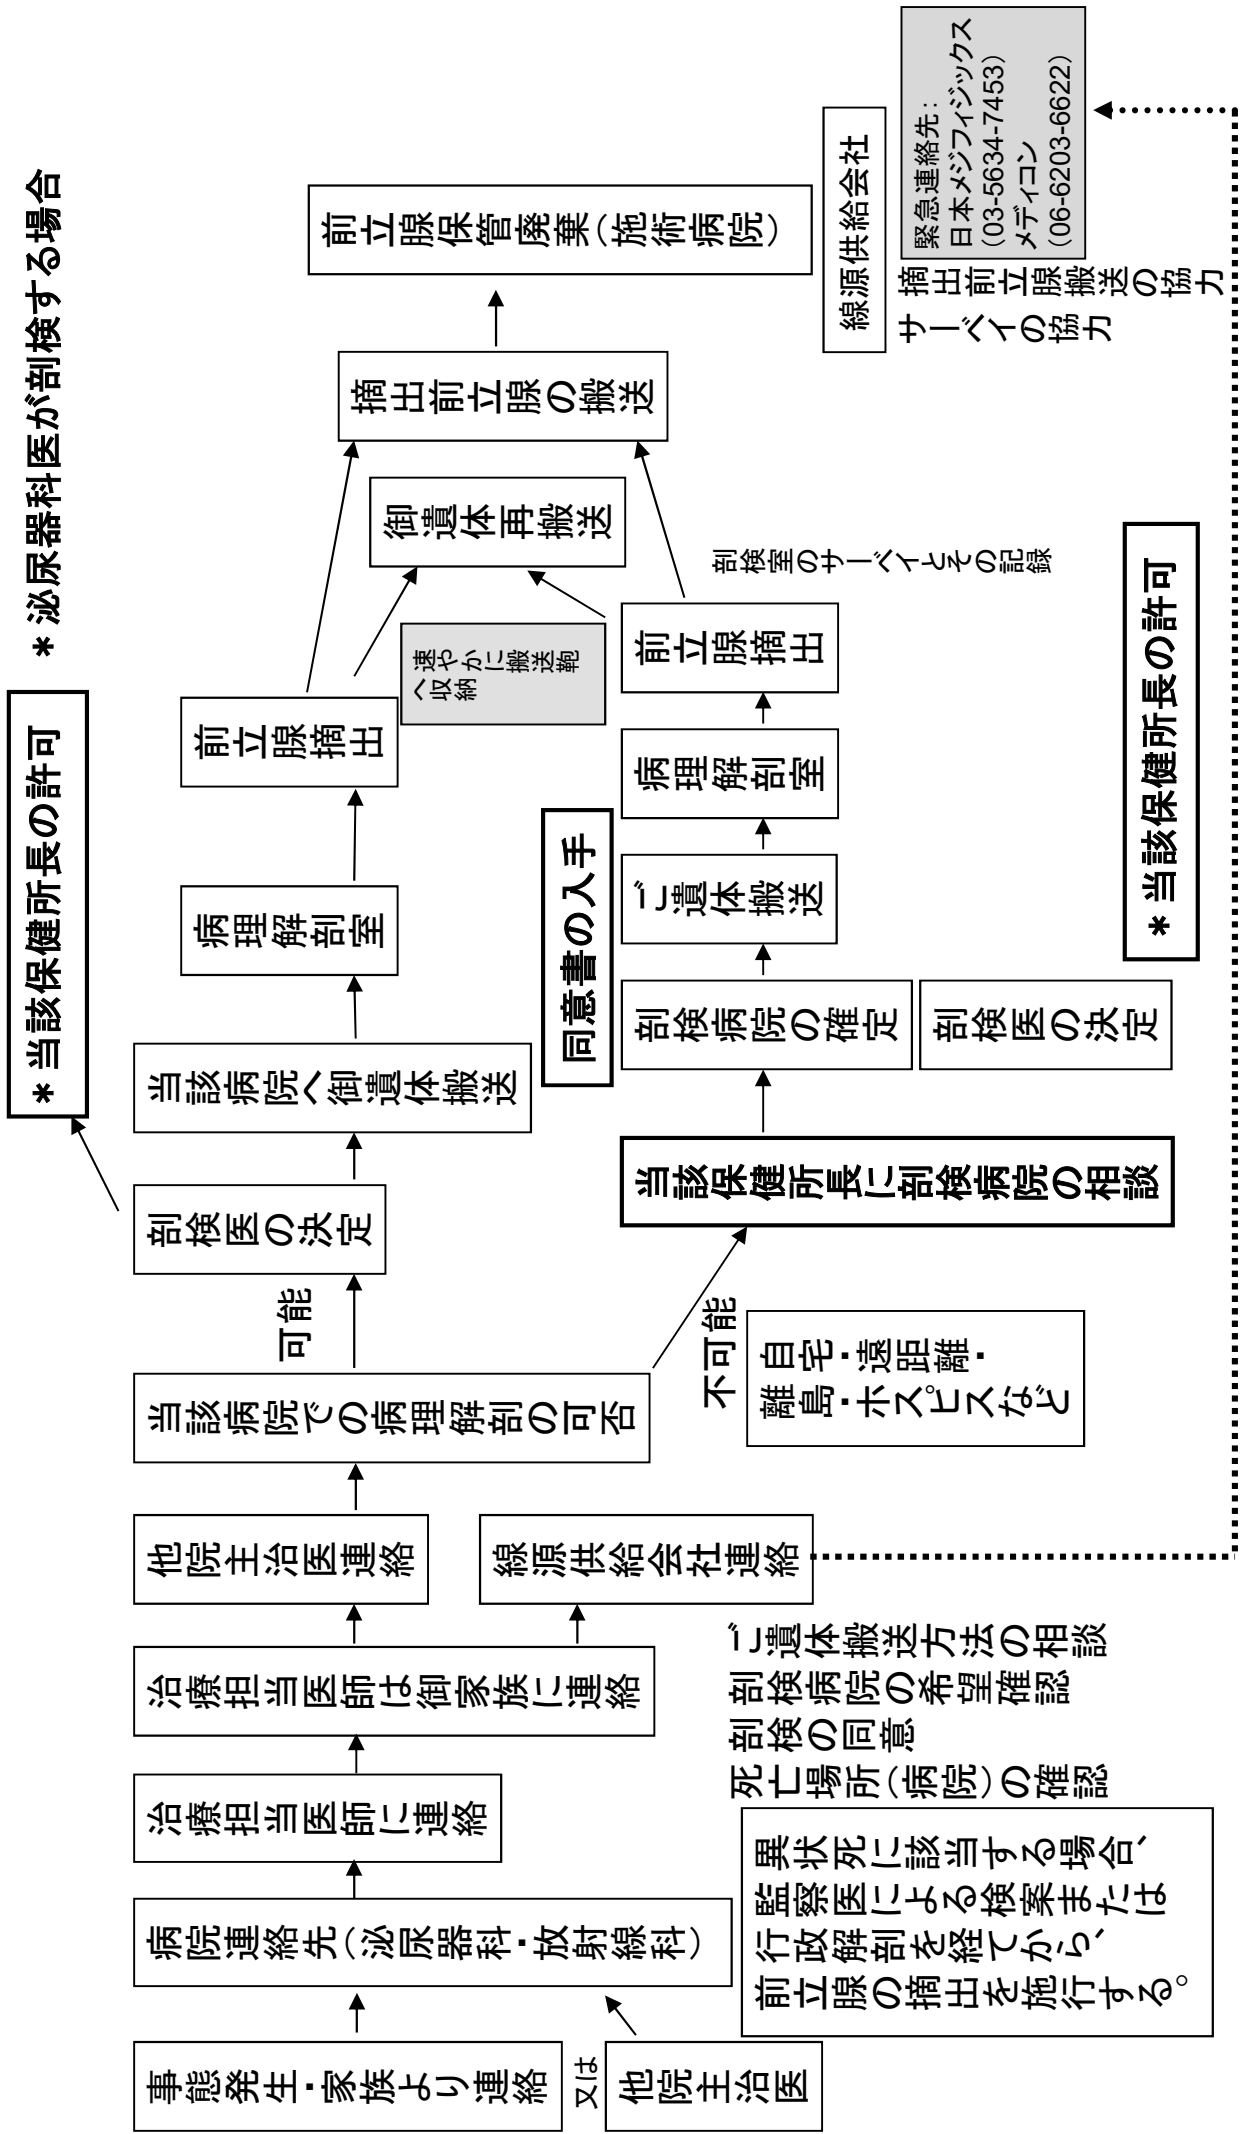 ＊泌尿器科医が剖検する場合
＊当該保健所長の許可
事態発生・家族より連絡
又は
他院主治医
病院連絡先（泌尿器科・放射線科）
治療担当医師に連絡
治療担当医師は御家族に連絡
他院主治医連絡
線源供給会社連絡
当該病院での病理解剖の可否
可能
剖検医の決定
当該病院へ御遺体搬送
病理解剖室
前立腺摘出
速やかに搬送鞄
へ収納
御遺体再搬送
摘出前立腺の搬送
前立腺保管廃棄（施術病院）
同意書の入手
不可能
自宅・遠距離・
離島・ホスピスなど
当該保健所長に剖検病院の相談
剖検病院の確定
剖検医の決定
ご遺体搬送
病理解剖室
前立腺摘出
剖検室のサーベイとその記録
＊当該保健所長の許可
ご遺体搬送方法の相談
剖検病院の希望確認
剖検の同意
死亡場所（病院）の確認
異状死に該当する場合、
監察医による検案または
行政解剖を経てから、
前立腺の摘出を施行する。
線源供給会社
緊急連絡先：
日本メジフィジックス
(03-5634-7453)
メディコン
(06-6203-6622)
摘出前立腺搬送の協力
サーベイの協力